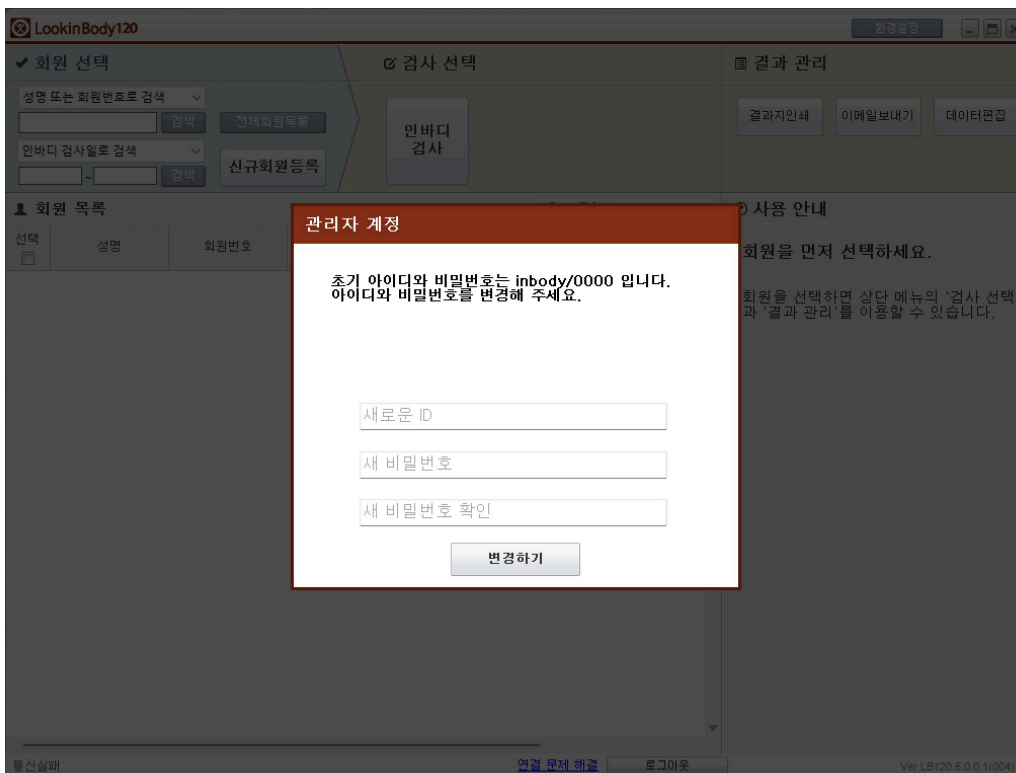 LookinBody120
환경설정
회원 선택
검사 선택
결과 관리
성명 또는 회원번호로 검색
검색
전체회원목록
인바디 검사일로 검색
~
검색
신규회원등록
인바디
검사
결과지인쇄
이메일보내기
데이터편집
회원 목록
사용 안내
선택
성명
회원번호
관리자 계정
초기 아이디와 비밀번호는 inbody/0000 입니다.
아이디와 비밀번호를 변경해 주세요.
새로운 ID
새 비밀번호
새 비밀번호 확인
변경하기
회원을 먼저 선택하세요.
회원을 선택하면 상단 메뉴의 '검사 선택
과 '결과 관리'를 이용할 수 있습니다.
통신실패
연결 문제 해결
로그아웃
Ver.LB120.5.0.0.1(004)